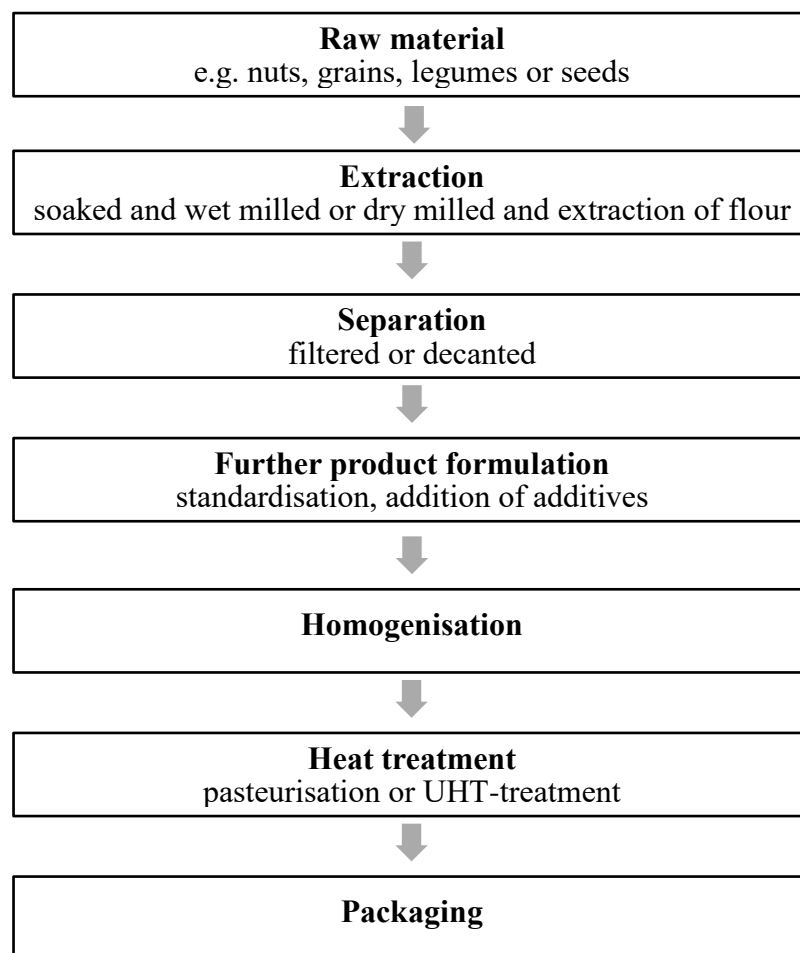 Raw material
e.g. nuts, grains, legumes or seeds
Extraction
soaked and wet milled or dry milled and extraction of flour
Separation
filtered or decanted
Further product formulation
standardisation, addition of additives
Homogenisation
Heat treatment
pasteurisation or UHT-treatment
Packaging